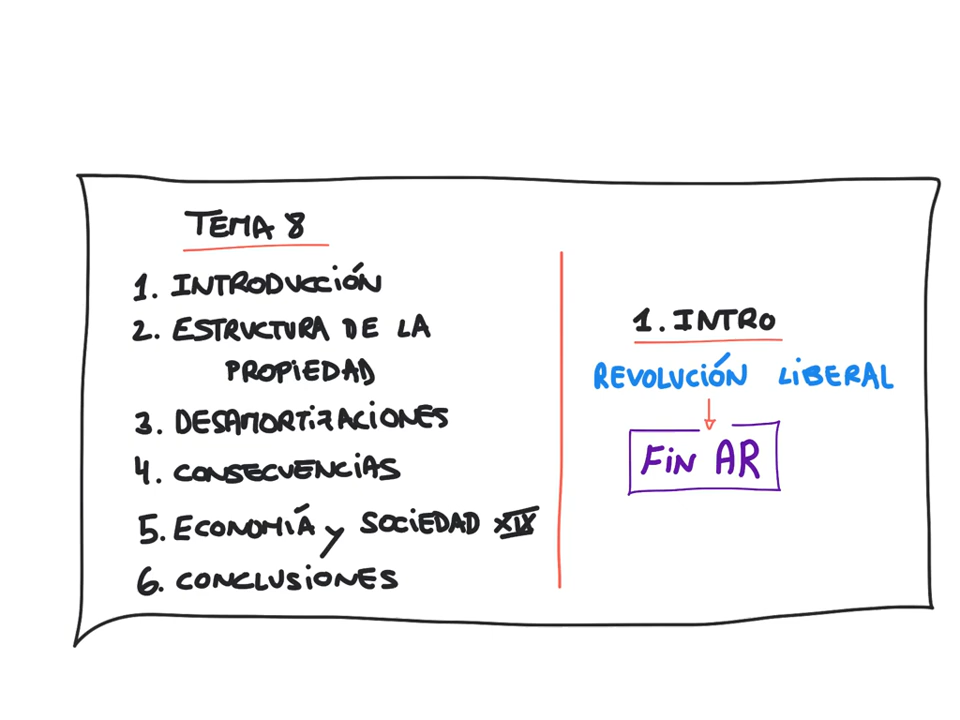 TEMA 8
1. INTRODUCCIÓN
2. ESTRUCTURA DE LA
PROPIEDAD
3. DESAMORTIZACIONES
4. CONSECUENCIAS
5. ECONOMÍA y SOCIEDAD XIX
6. CONCLUSIONES
1. INTRO
REVOLUCIÓN LIBERAL
FIN AR